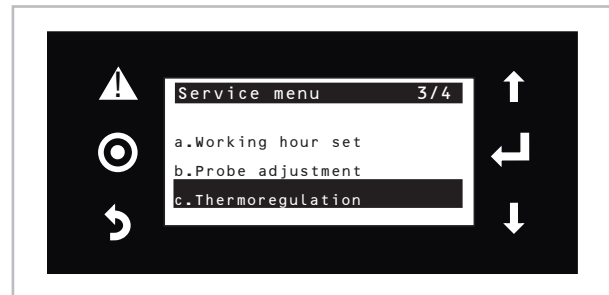 Service menu 3/4
a.Working hour set
b.Probe adjustment
c.Thermoregulation